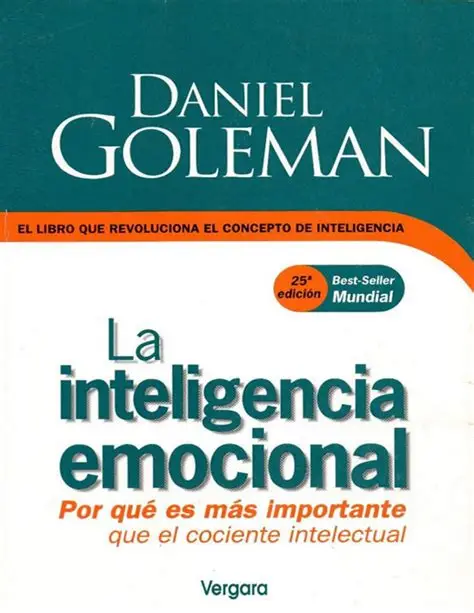 DANIEL
GOLEMAN
EL LIBRO QUE REVOLUCIONA EL CONCEPTO DE INTELIGENCIA
25ª
edición
Best-Seller
Mundial
La
inteligencia
emocional
Por qué es más importante
que el cociente intelectual
Vergara